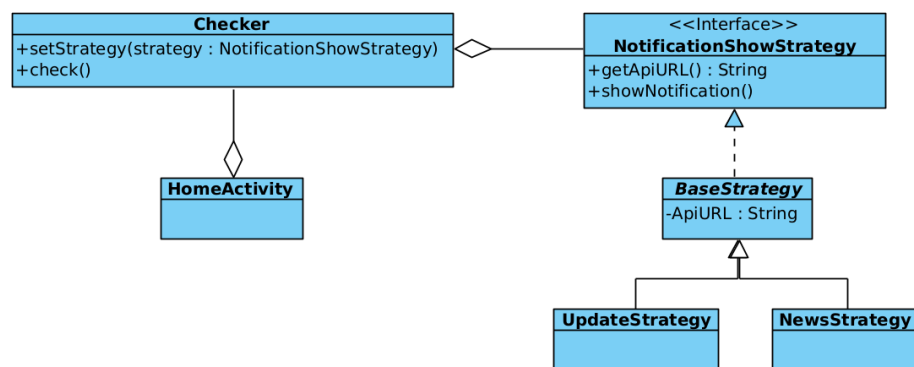 Checker
+setStrategy(strategy : NotificationShowStrategy)
+check()
<<Interface>>
NotificationShowStrategy
+getApiURL() : String
+showNotification()
HomeActivity
BaseStrategy
-ApiURL : String
UpdateStrategy
NewsStrategy